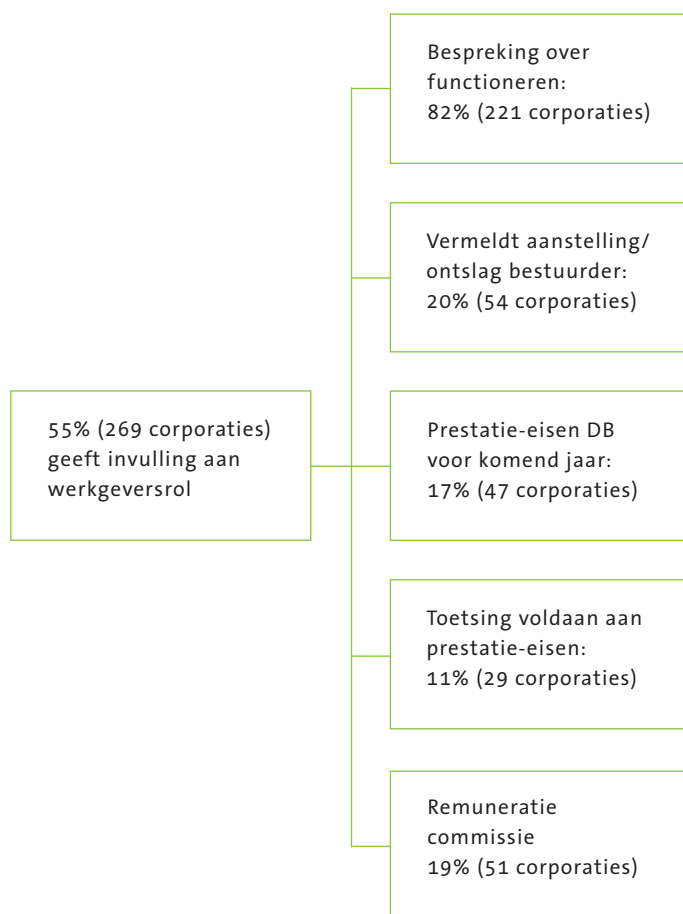 Bespreking over
functioneren:
82% (221 corporaties)
Vermeldt aanstelling/
ontslag bestuurder:
20% (54 corporaties)
55% (269 corporaties)
geeft invulling aan
werkgeversrol
Prestatie-eisen DB
voor komend jaar:
17% (47 corporaties)
Toetsing voldaan aan
prestatie-eisen:
11% (29 corporaties)
Remuneratie
commissie
19% (51 corporaties)